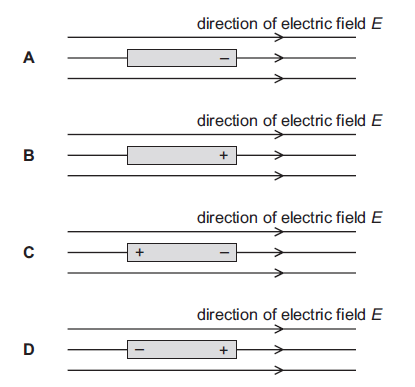 direction of electric field E
A
−
direction of electric field E
B
+
direction of electric field E
C
+ −
direction of electric field E
D
− +